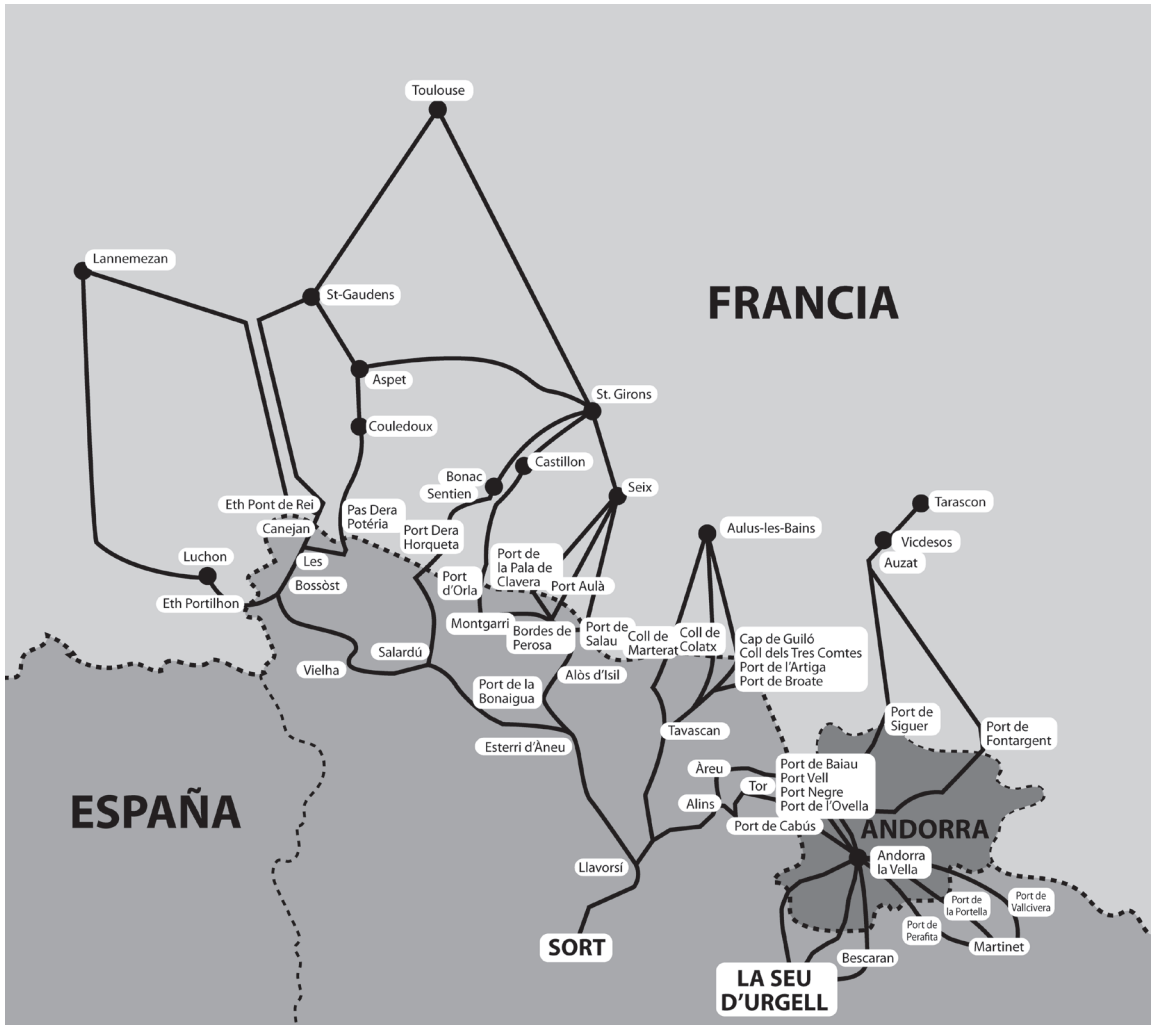 Toulouse
Lannemezan
St-Gaudens
FRANCIA
Aspet
St. Girons
Couledoux
Castillon
Bonac
Sentien
Seix
Eth Pont de Rei
Tarascon
Pas Dera
Potéria
Canejan
Port Dera
Horqueta
Aulus-les-Bains
Vicdesos
Auzat
Luchon
Les
Port de
la Pala de
Clavera
Bossòst
Port
d'Orla
Port Aulà
Eth Portilhon
Montgarri
Bordes de
Perosa
Port de
Salau
Coll de
Marterat
Coll de
Colatx
Cap de Guiló
Coll dels Tres Comtes
Port de l'Artiga
Port de Broate
Salardú
Vielha
Alòs d'Isil
Port de la
Bonaigua
Port de
Siguer
Port de
Fontargent
Tavascan
Esterri d'Àneu
Àreu
Port de Baiau
Port Vell
Port Negre
Port de l'Ovella
Tor
Alins
ESPAÑA
Port de Cabús
ANDORRA
Llavorsí
Andorra
la Vella
Port de
la Portella
Port de
Vallcivera
Port de
Perafita
SORT
Martinet
Bescaran
LA SEU
D'URGELL